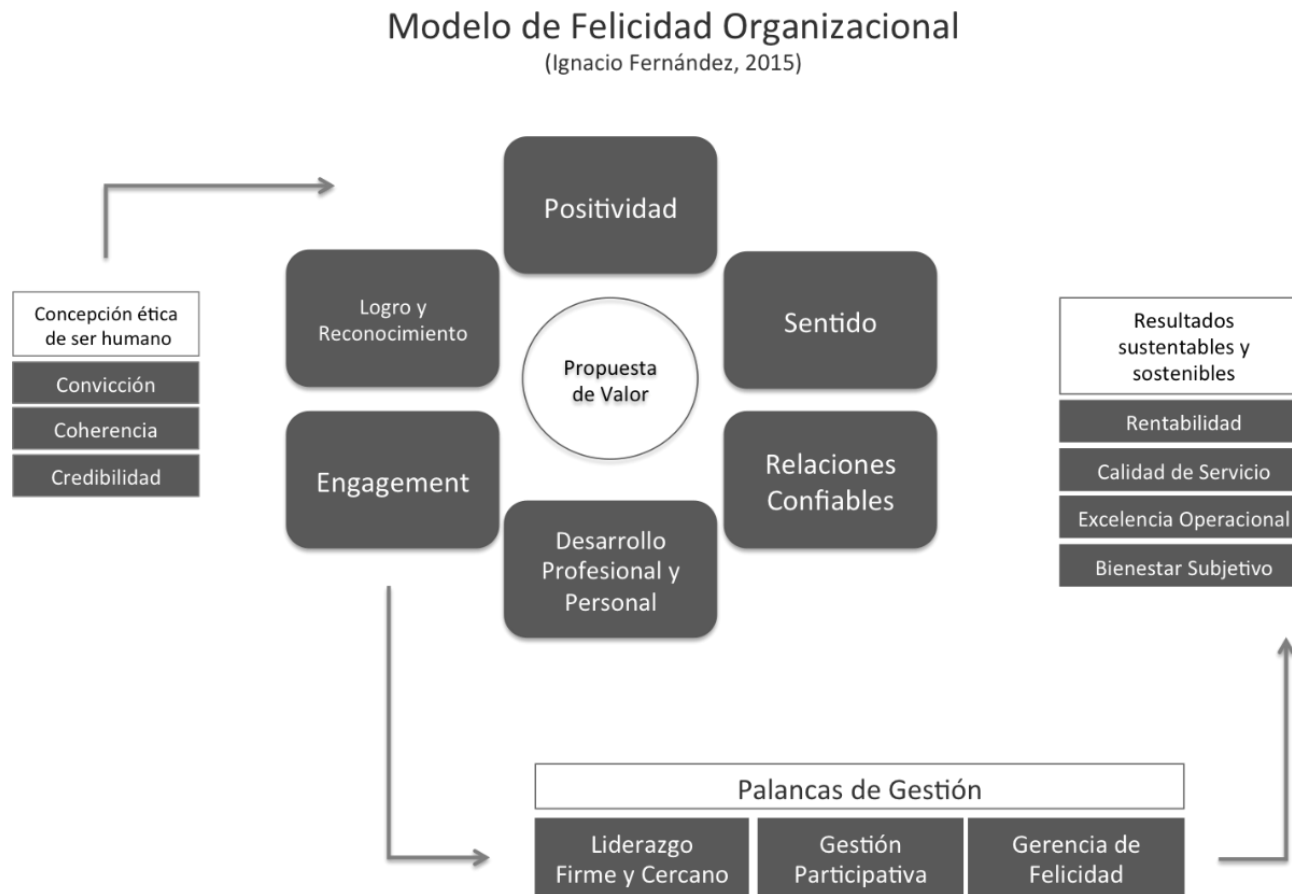 Modelo de Felicidad Organizacional
(Ignacio Fernández, 2015)
Concepción ética
de ser humano
Convicción
Coherencia
Credibilidad
Positividad
Logro y
Reconocimiento
Sentido
Propuesta
de Valor
Engagement
Relaciones
Confiables
Desarrollo
Profesional y
Personal
Resultados
sustentables y
sostenibles
Rentabilidad
Calidad de Servicio
Excelencia Operacional
Bienestar Subjetivo
Palancas de Gestión
Liderazgo
Firme y Cercano
Gestión
Participativa
Gerencia de
Felicidad